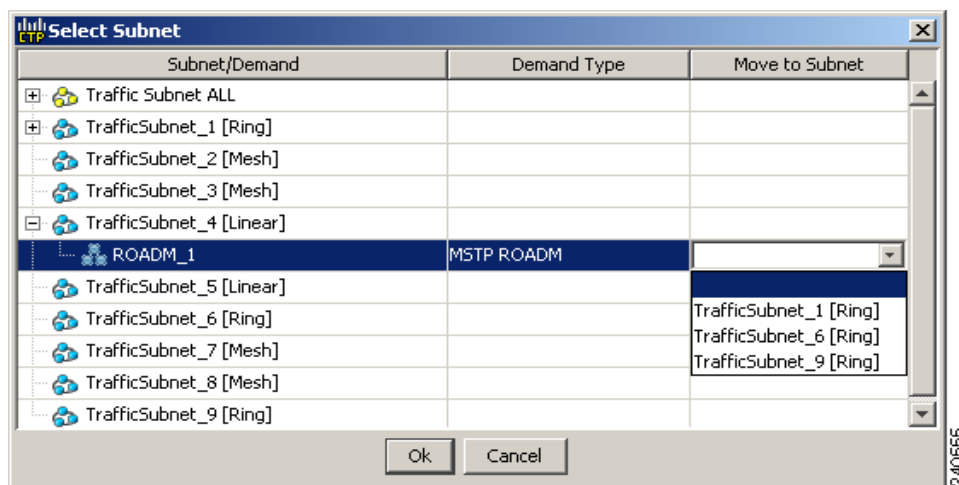 CTP Select Subnet
Subnet/Demand Demand Type Move to Subnet
Traffic Subnet ALL
TrafficSubnet_1 [Ring]
TrafficSubnet_2 [Mesh]
TrafficSubnet_3 [Mesh]
TrafficSubnet_4 [Linear]
ROADM_1 MSTP ROADM
TrafficSubnet_5 [Linear]
TrafficSubnet_6 [Ring]
TrafficSubnet_7 [Mesh]
TrafficSubnet_8 [Mesh]
TrafficSubnet_9 [Ring]
TrafficSubnet_1 [Ring]
TrafficSubnet_6 [Ring]
TrafficSubnet_9 [Ring]
Ok Cancel